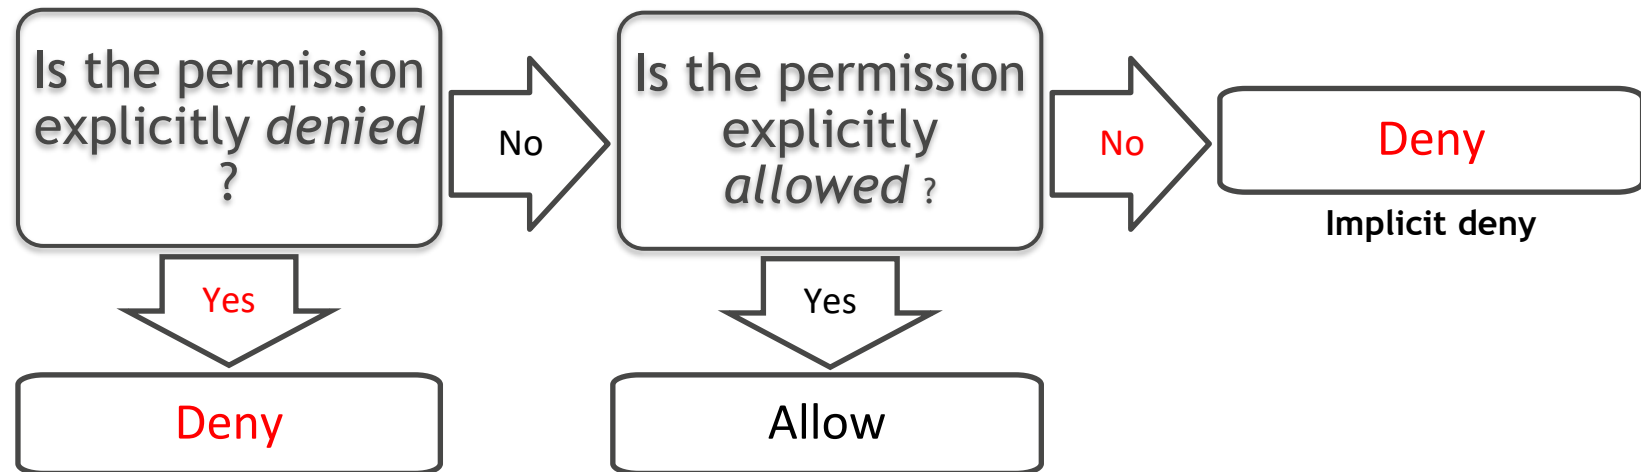 Is the permission
explicitly denied
?
No
Is the permission
explicitly
allowed ?
No
Deny
Implicit deny
Yes
Yes
Deny
Allow